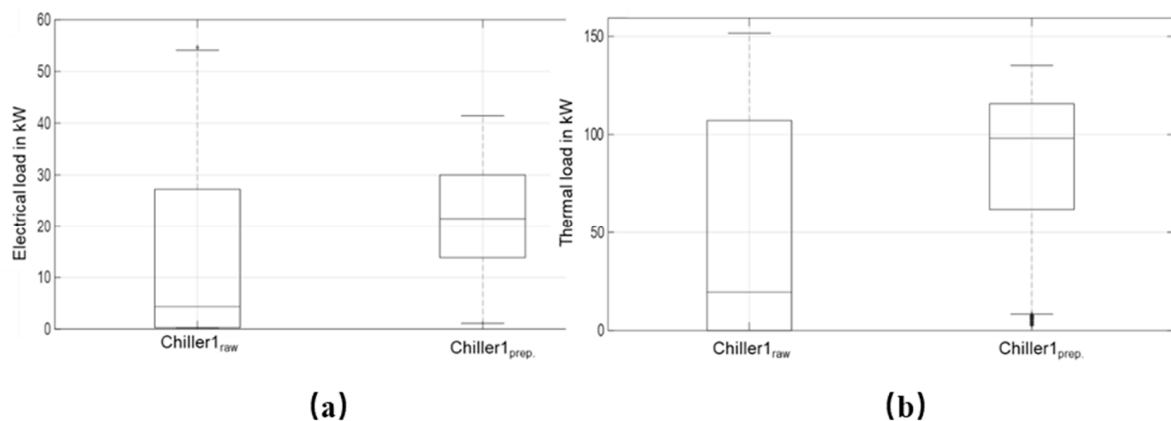 Electrical load in kW
60
50
40
30
20
10
0
Chiller1raw
Chiller1prep.
(a)
Thermal load in kW
150
100
50
0
Chiller1raw
Chiller1prep.
(b)